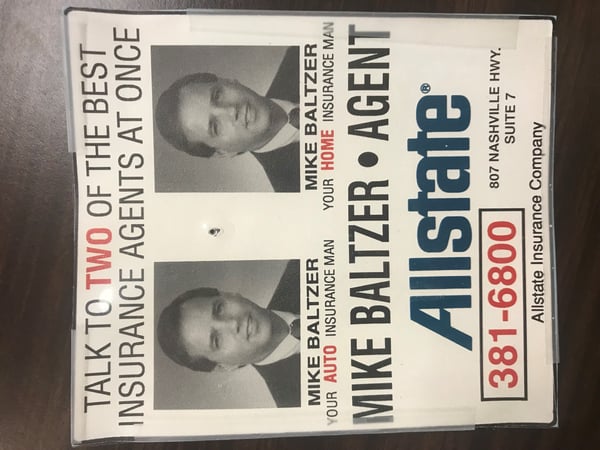 TALK TO TWO OF THE BEST
INSURANCE AGENTS AT ONCE
MIKE BALTZER
YOUR AUTO INSURANCE MAN
MIKE BALTZER
YOUR HOME INSURANCE MAN
MIKE BALTZER • AGENT
Allstate®
381-6800
807 NASHVILLE HWY.
SUITE 7
Allstate Insurance Company